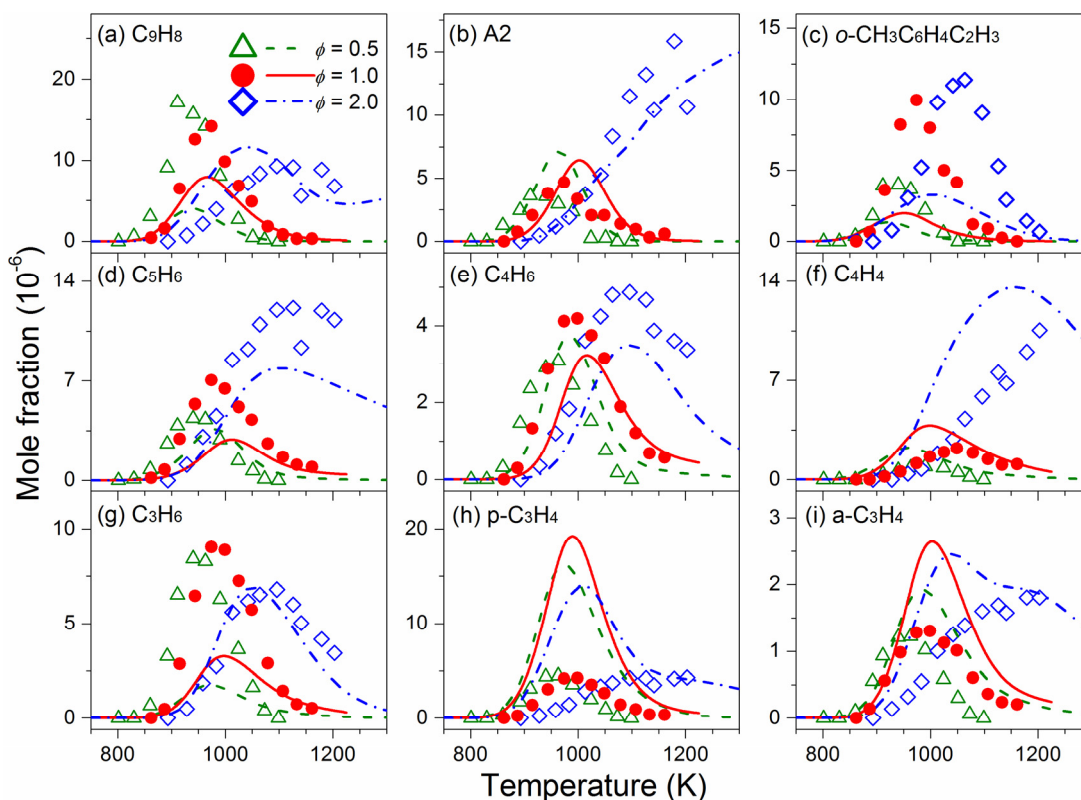 (a) C9H8
ϕ = 0.5
ϕ = 1.0
ϕ = 2.0
(b) A2
(c) o-CH3C6H4C2H3
20
10
0
15
10
5
0
15
10
5
0
(d) C5H6
(e) C4H6
(f) C4H4
14
7
0
4
2
0
14
7
0
(g) C3H6
(h) p-C3H4
(i) a-C3H4
10
5
0
20
10
0
3
2
1
0
800 1000 1200
800 1000 1200
800 1000 1200
Mole fraction (10-6)
Temperature (K)